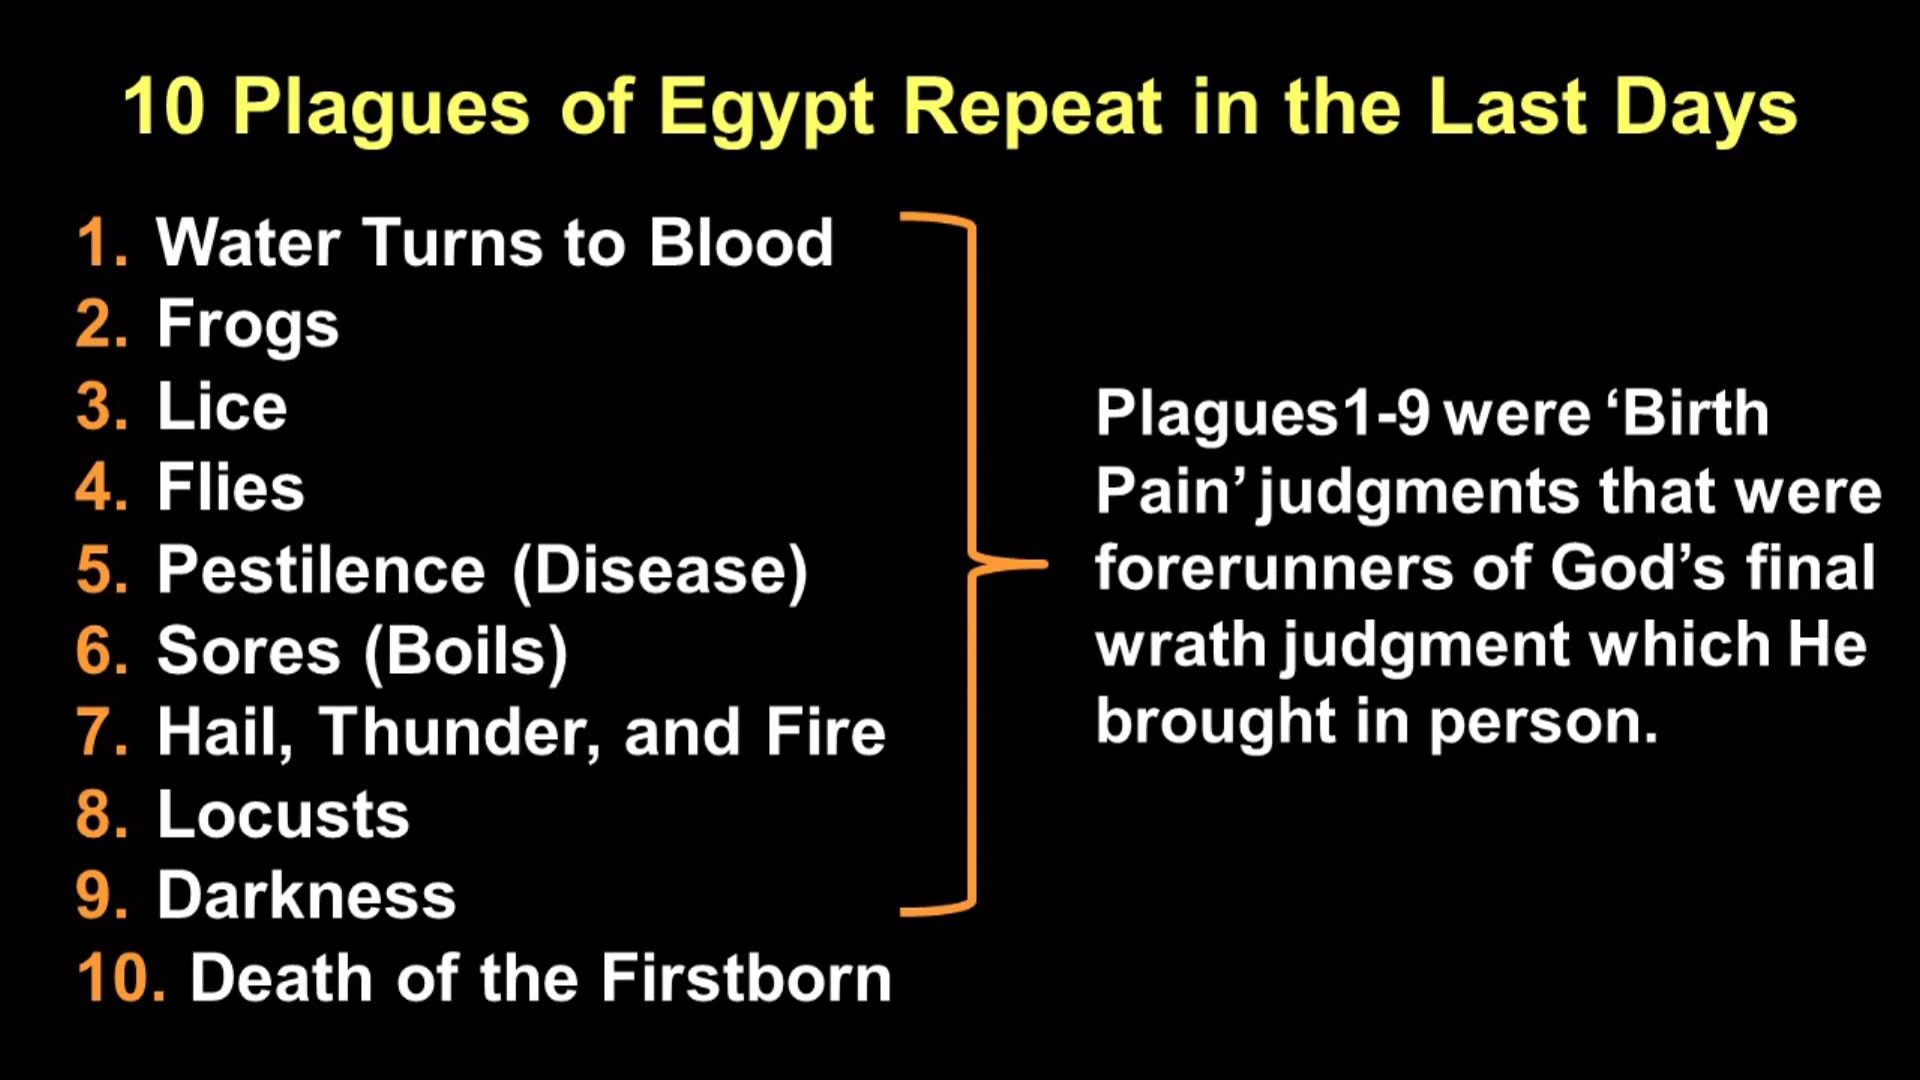 10 Plagues of Egypt Repeat in the Last Days
1. Water Turns to Blood
2. Frogs
3. Lice
4. Flies
5. Pestilence (Disease)
6. Sores (Boils)
7. Hail, Thunder, and Fire
8. Locusts
9. Darkness
10. Death of the Firstborn
Plagues1-9 were ‘Birth
Pain’ judgments that were
forerunners of God’s final
wrath judgment which He
brought in person.